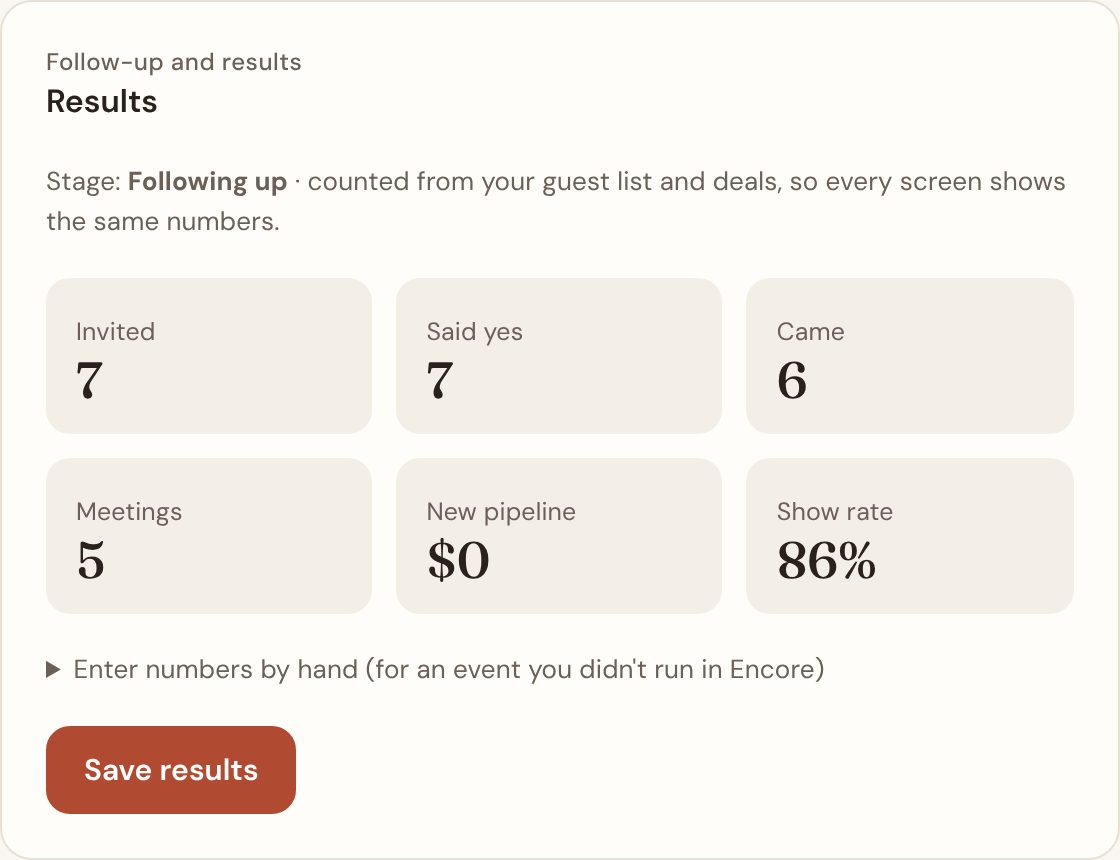 Follow-up and results
Results
Stage: Following up · counted from your guest list and deals, so every screen shows
the same numbers.
Invited
7
Said yes
7
Came
6
Meetings
5
New pipeline
$0
Show rate
86%
▶ Enter numbers by hand (for an event you didn't run in Encore)
Save results